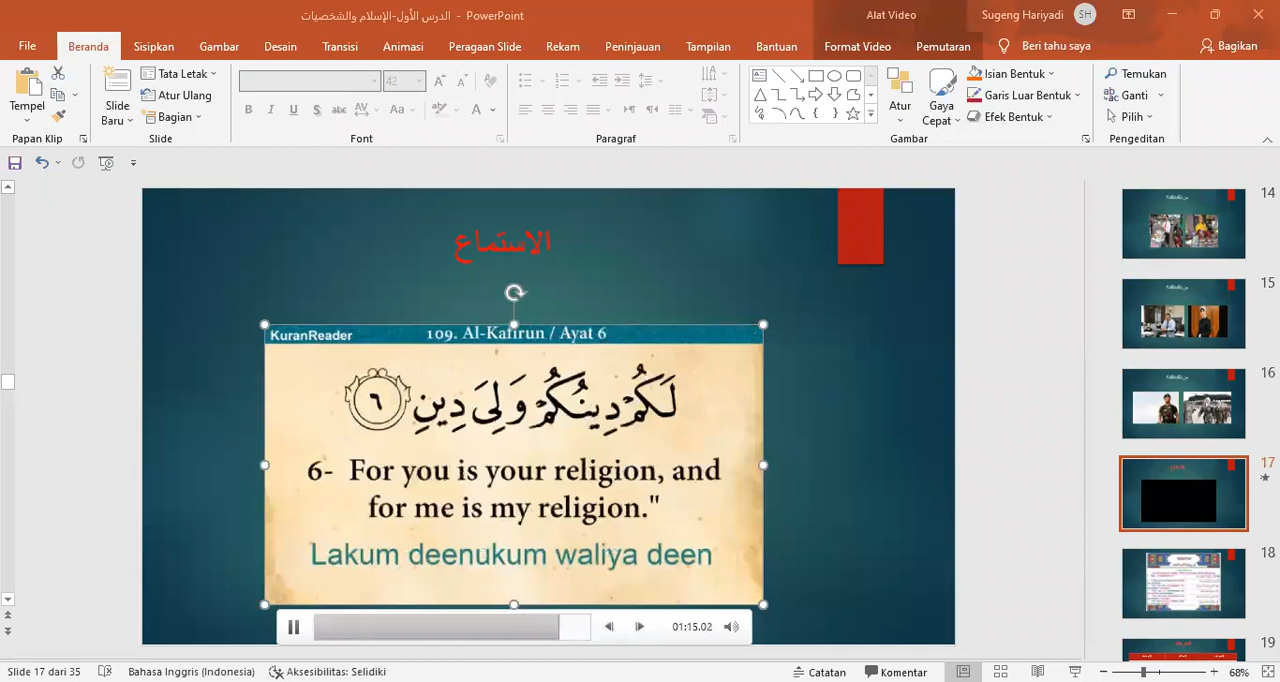 الدرس الأول-الإسلام والشخصيات - PowerPoint
Alat Video
Sugeng Hariyadi SH
File Beranda Sisipkan Gambar Desain Transisi Animasi Peragaan Slide Rekam Peninjauan Tampilan Bantuan Format Video Pemutaran Beri tahu saya Bagikan
Tempel
Slide Baru
Tata Letak
Atur Ulang
Bagian
42
B I U S abc AV Aa A
Atur
Gaya Cepat
Isian Bentuk
Garis Luar Bentuk
Efek Bentuk
Temukan
Ganti
Pilih
Papan Klip Slide Font Paragraf Gambar Pengeditan
الاستماع
KuranReader 109. Al-Kafirun / Ayat 6
لَكُمْ دِينُكُمْ وَلِىَ دِينِ ٦
6- For you is your religion, and
for me is my religion."
Lakum deenukum waliya deen
01:15.02
14
15
16
17
18
19
Slide 17 dari 35 Bahasa Inggris (Indonesia) Aksesibilitas: Selidiki Catatan Komentar 68%